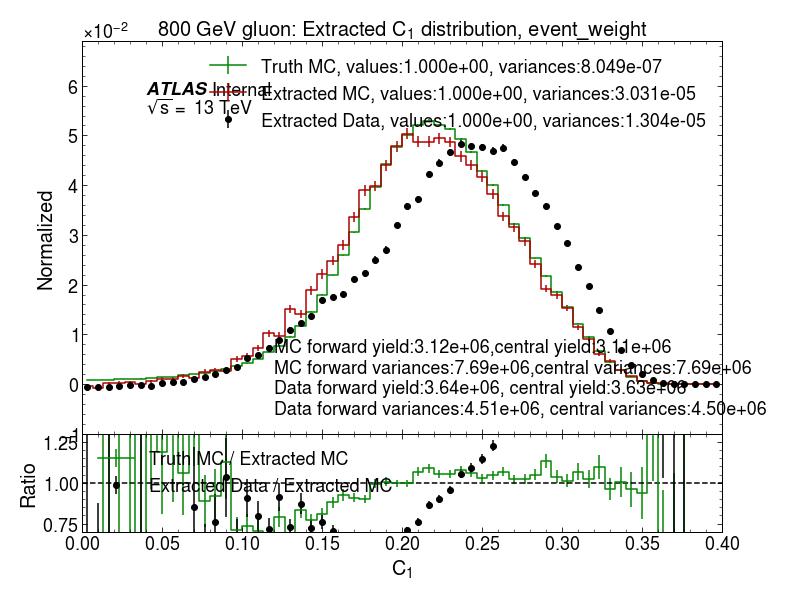 ×10⁻² 800 GeV gluon: Extracted C₁ distribution, event_weight
Truth MC, values:1.000e+00, variances:8.049e-07
ATLAS Internal
Extracted MC, values:1.000e+00, variances:3.031e-05
√s = 13 TeV
Extracted Data, values:1.000e+00, variances:1.304e-05
6
5
4
3
2
1
0
1
Normalized
MC forward yield:3.12e+06,central yield:3.11e+06
MC forward variances:7.69e+06,central variances:7.69e+06
Data forward yield:3.64e+06, central yield:3.63e+06
Data forward variances:4.51e+06, central variances:4.50e+06
1.25
1.00
0.75
Ratio
Truth MC / Extracted MC
Extracted Data / Extracted MC
0.00 0.05 0.10 0.15 0.20 0.25 0.30 0.35 0.40
C₁